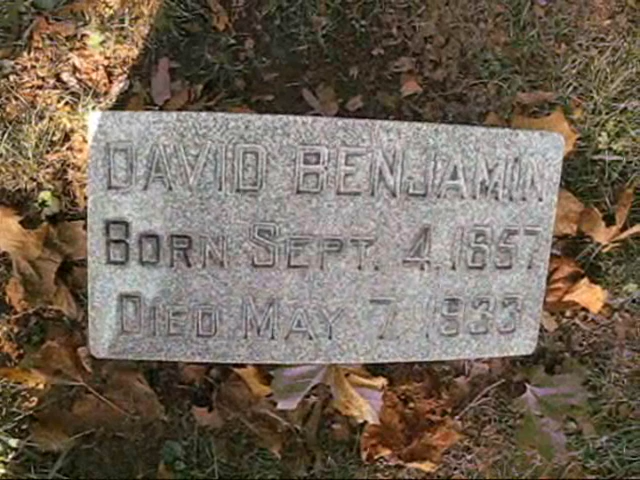 DAVID BENJAMIN
BORN SEPT. 4, 1857
DIED MAY 7, 1933